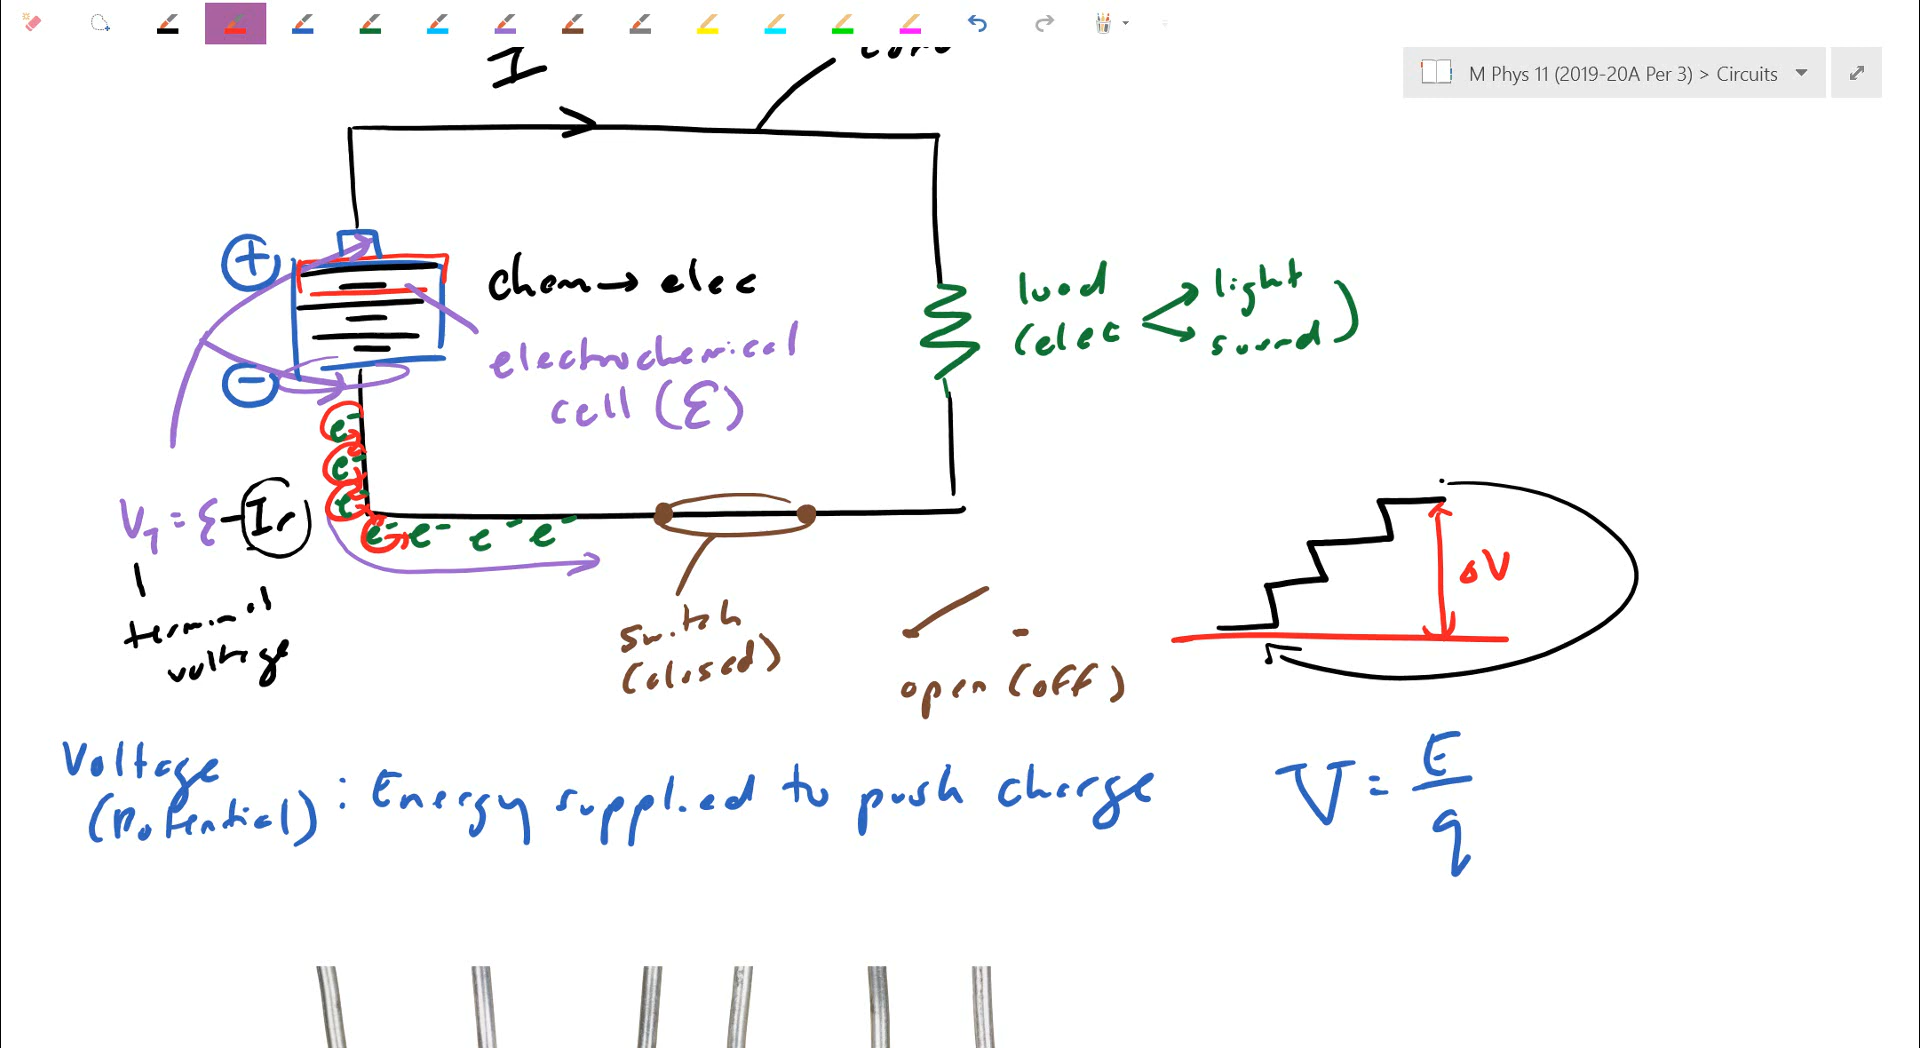 M Phys 11 (2019-20A Per 3) > Circuits
I
+
chem → elec
load
(elec
light
sound )
electrochemical
cell (ε)
−
e⁻
e⁻
e⁻
e⁻ e⁻ e⁻ e⁻
V_T = ε - Ir
terminal
voltage
ΔV
switch
(closed)
open (off)
Voltage
(Potential) : Energy supplied to push charge
V = E/q